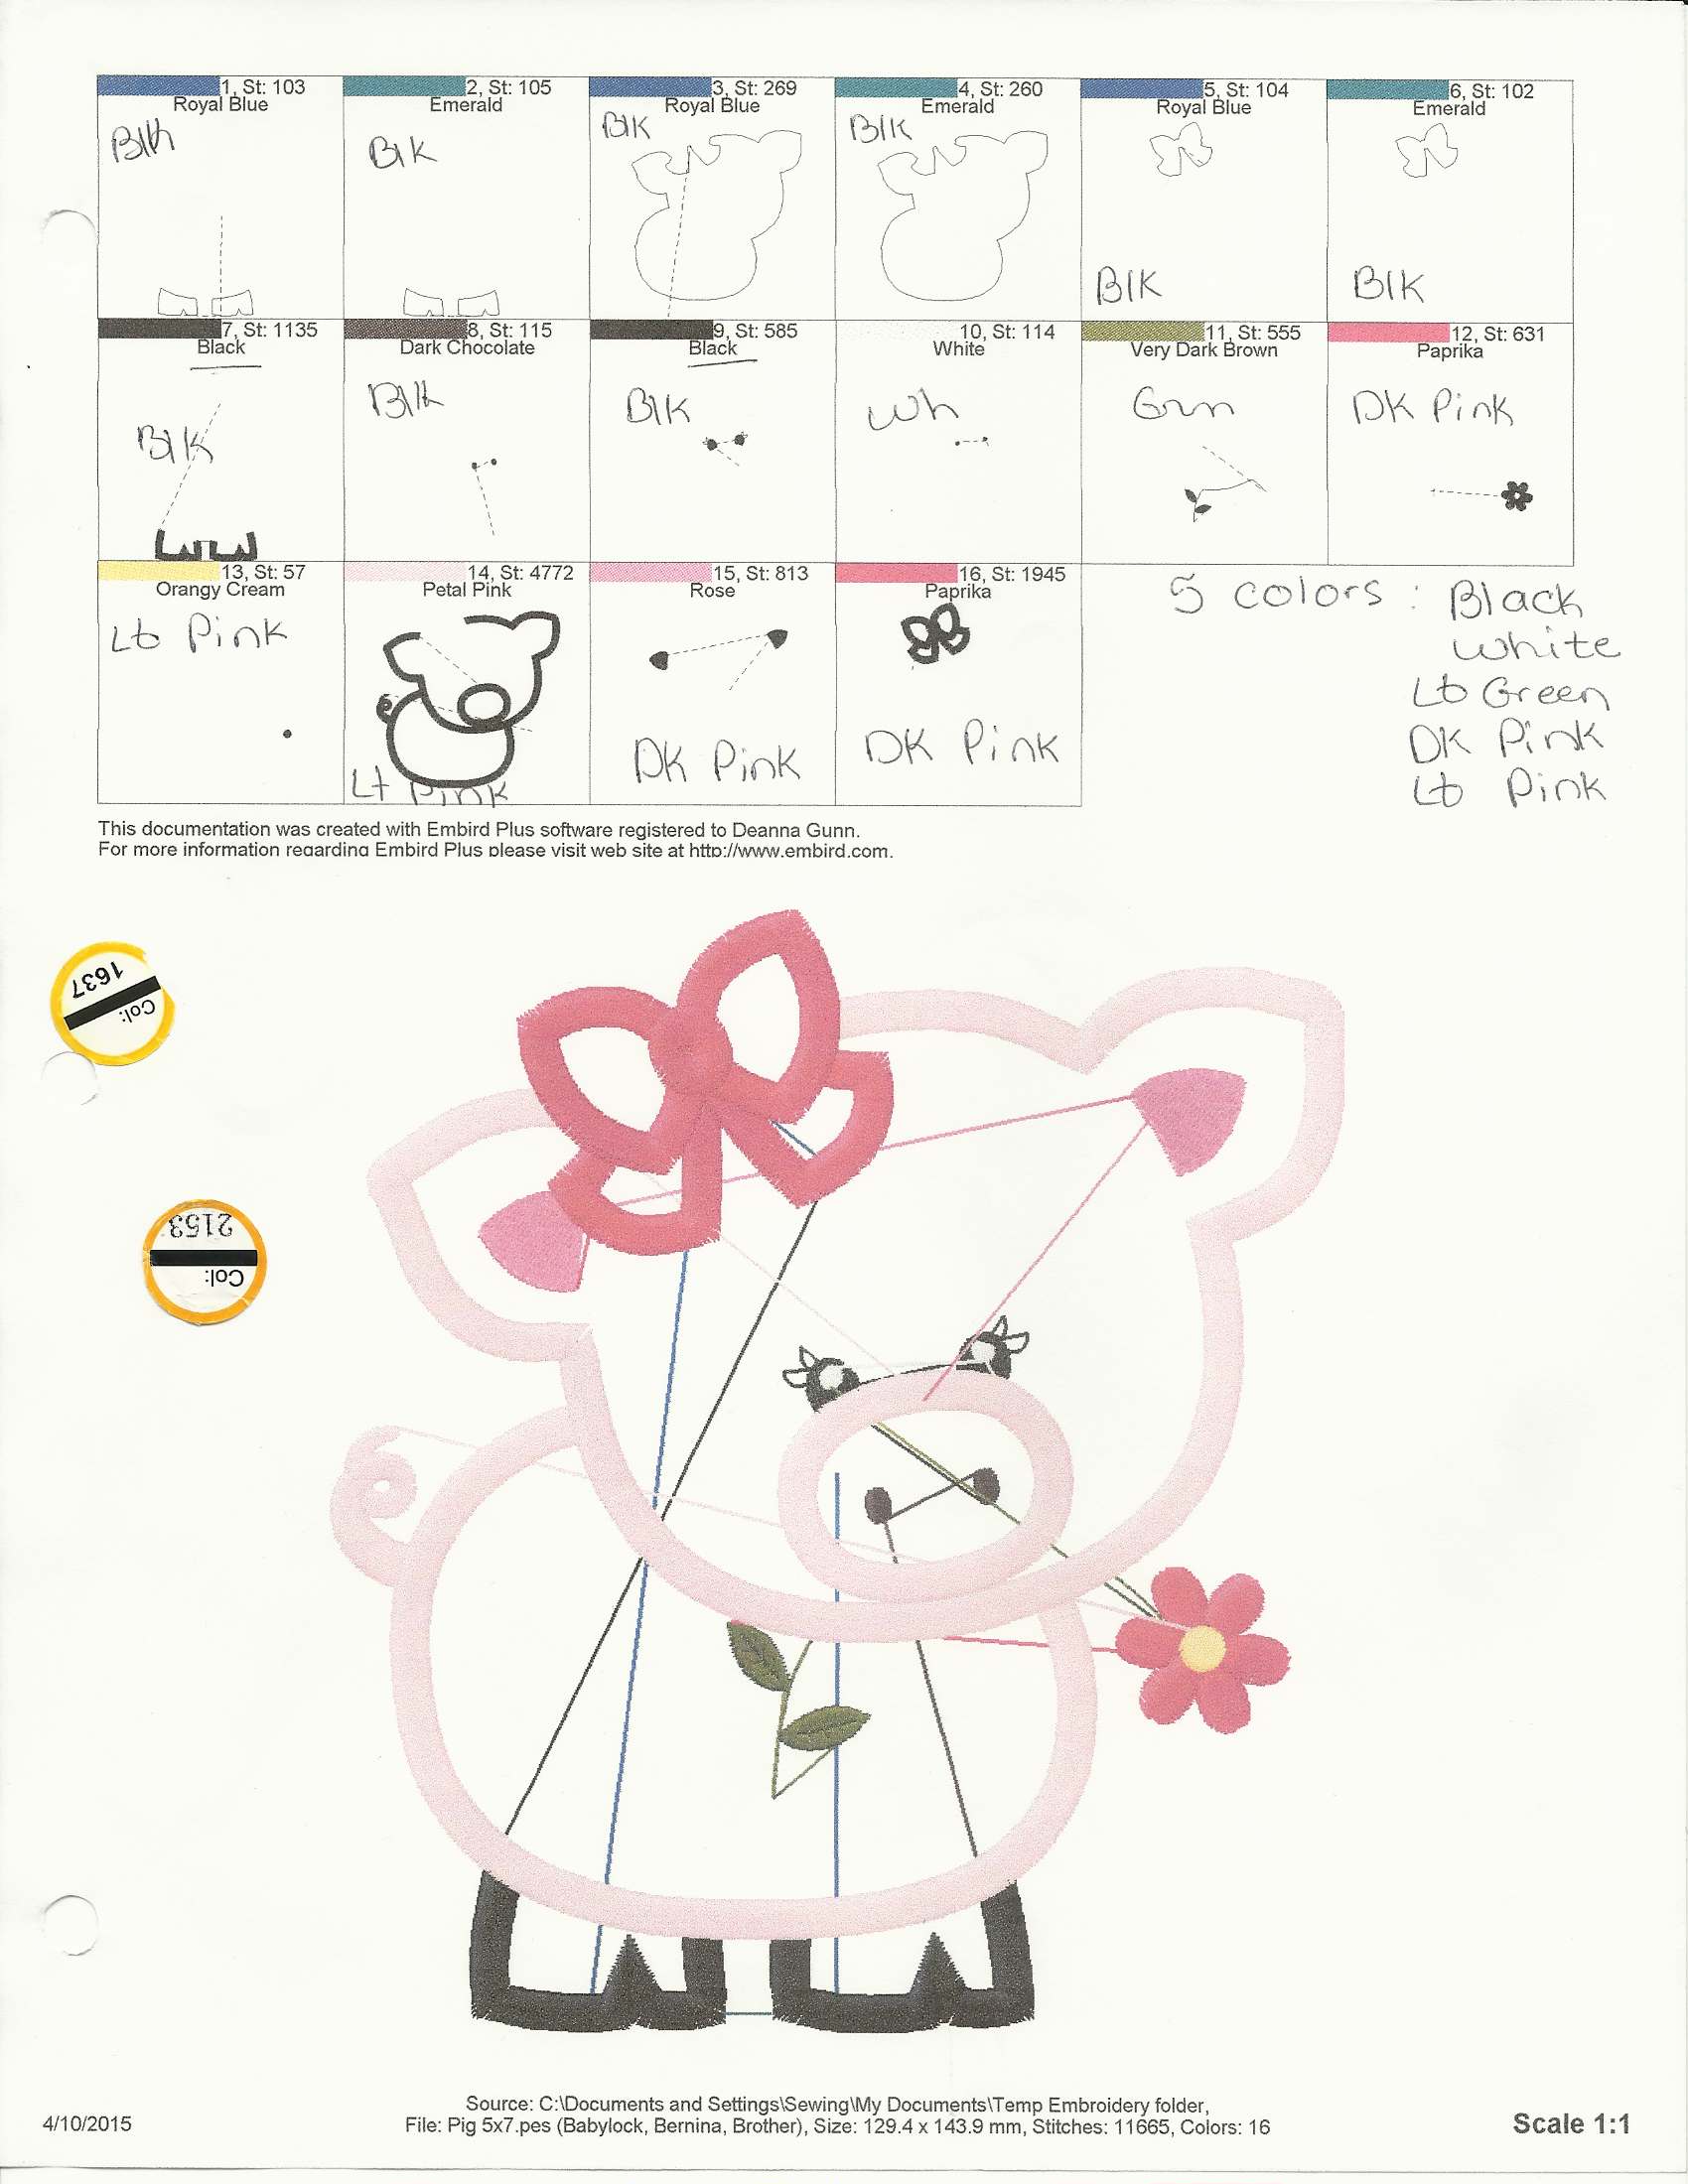 1, St: 103
Royal Blue
Blk
2, St: 105
Emerald
Blk
3, St: 269
Royal Blue
Blk
4, St: 260
Emerald
Blk
5, St: 104
Royal Blue
Blk
6, St: 102
Emerald
Blk
7, St: 1135
Black
Blk
8, St: 115
Dark Chocolate
Blk
9, St: 585
Black
Blk
10, St: 114
White
Wh
11, St: 555
Very Dark Brown
Grn
12, St: 631
Paprika
DK Pink
13, St: 57
Orangy Cream
Lt Pink
14, St: 4772
Petal Pink
Lt Pink
15, St: 813
Rose
DK Pink
16, St: 1945
Paprika
DK Pink
5 colors : Black
White
Lt Green
DK Pink
Lt Pink
This documentation was created with Embird Plus software registered to Deanna Gunn.
For more information regarding Embird Plus please visit web site at http://www.embird.com.
Col:
1637
Col:
2153
Source: C:\Documents and Settings\Sewing\My Documents\Temp Embroidery folder,
4/10/2015
File: Pig 5x7.pes (Babylock, Bernina, Brother), Size: 129.4 x 143.9 mm, Stitches: 11665, Colors: 16
Scale 1:1